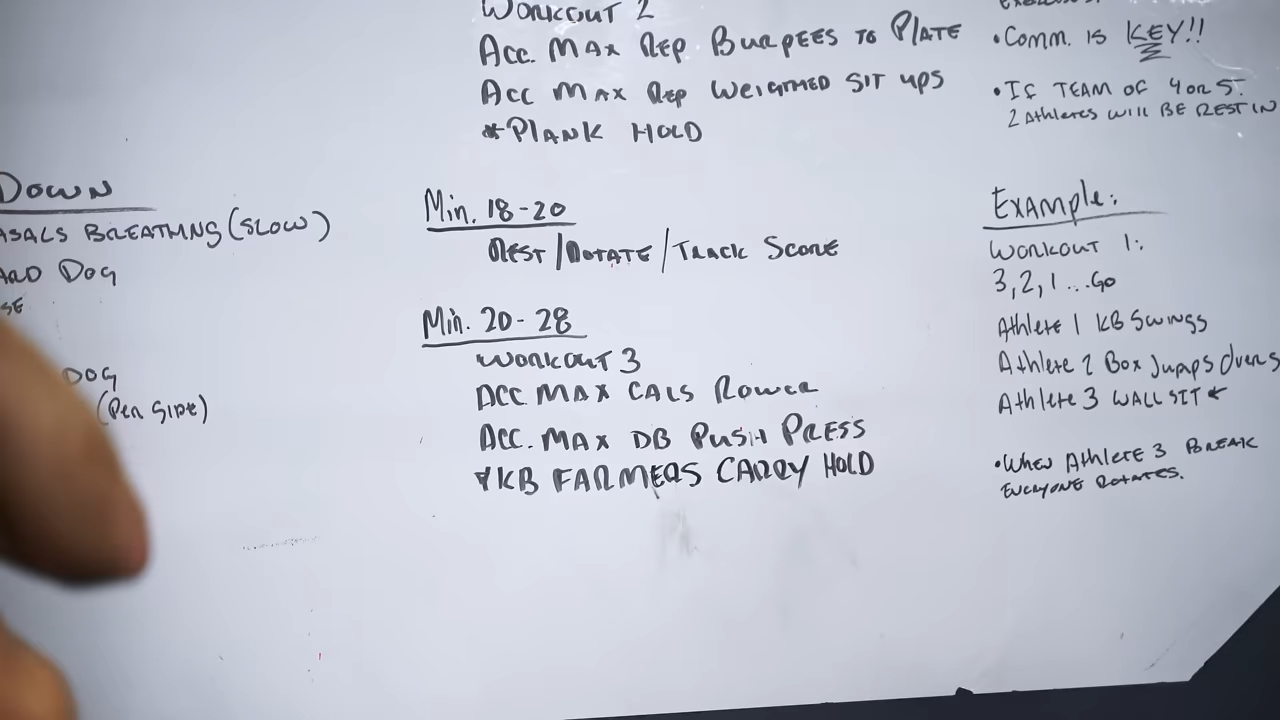 Workout 2
Acc. Max Rep Burpees to Plate
Acc Max Rep Weighted Sit ups
*Plank Hold
Min. 18-20
Rest/Rotate/Track Score
Min. 20-28
Workout 3
Acc Max Cals Rower
Acc. Max DB Push Press
*KB Farmers Carry Hold
Down
Breathing (Slow)
Dog
Dog
(Per Side)
• Comm. is KEY!!
• If team of 4 or 5.
2 Athletes will be rest in
Example:
Workout 1:
3, 2, 1 ...Go
Athlete 1 KB Swings
Athlete 2 Box Jumps Overs
Athlete 3 Wall Sit ←
• When Athlete 3 Break
Everyone Rotates.